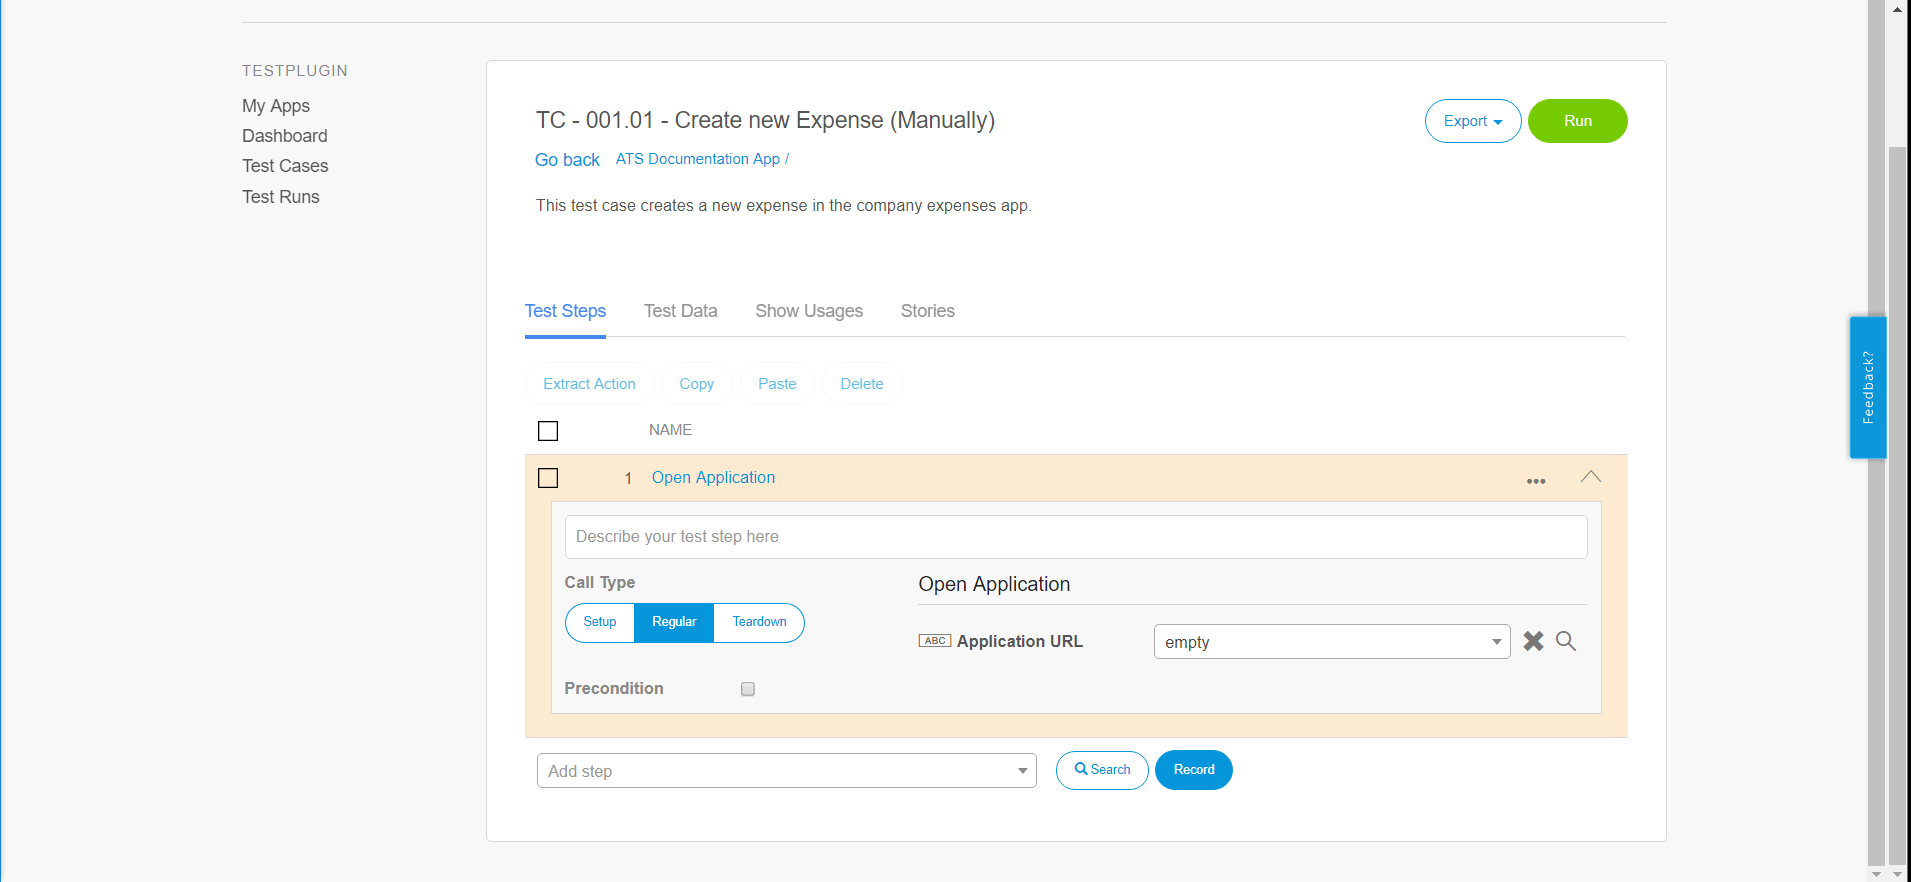 TESTPLUGIN
My Apps
Dashboard
Test Cases
Test Runs
TC - 001.01 - Create new Expense (Manually)
Export
Run
Go back ATS Documentation App /
This test case creates a new expense in the company expenses app.
Test Steps Test Data Show Usages Stories
Extract Action Copy Paste Delete
NAME
1 Open Application
Describe your test step here
Call Type
Setup Regular Teardown
Precondition
Open Application
ABC Application URL empty
Add step
Search Record
Feedback?